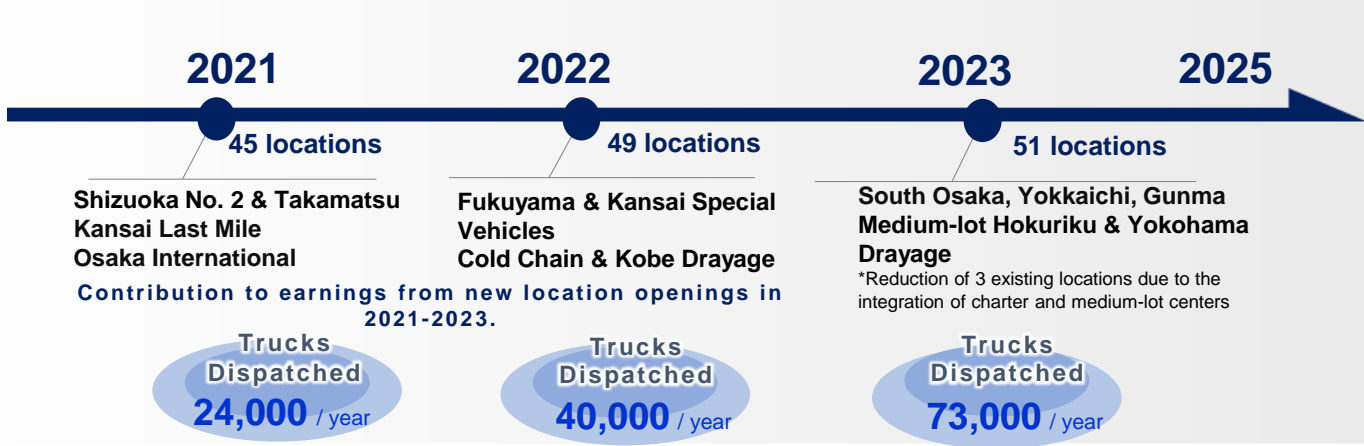 2021
2022
2023
2025
45 locations
49 locations
51 locations
Shizuoka No. 2 & Takamatsu
Kansai Last Mile
Osaka International
Fukuyama & Kansai Special
Vehicles
Cold Chain & Kobe Drayage
South Osaka, Yokkaichi, Gunma
Medium-lot Hokuriku & Yokohama
Drayage
*Reduction of 3 existing locations due to the
integration of charter and medium-lot centers
Contribution to earnings from new location openings in
2021-2023.
Trucks
Dispatched
24,000 / year
Trucks
Dispatched
40,000 / year
Trucks
Dispatched
73,000 / year